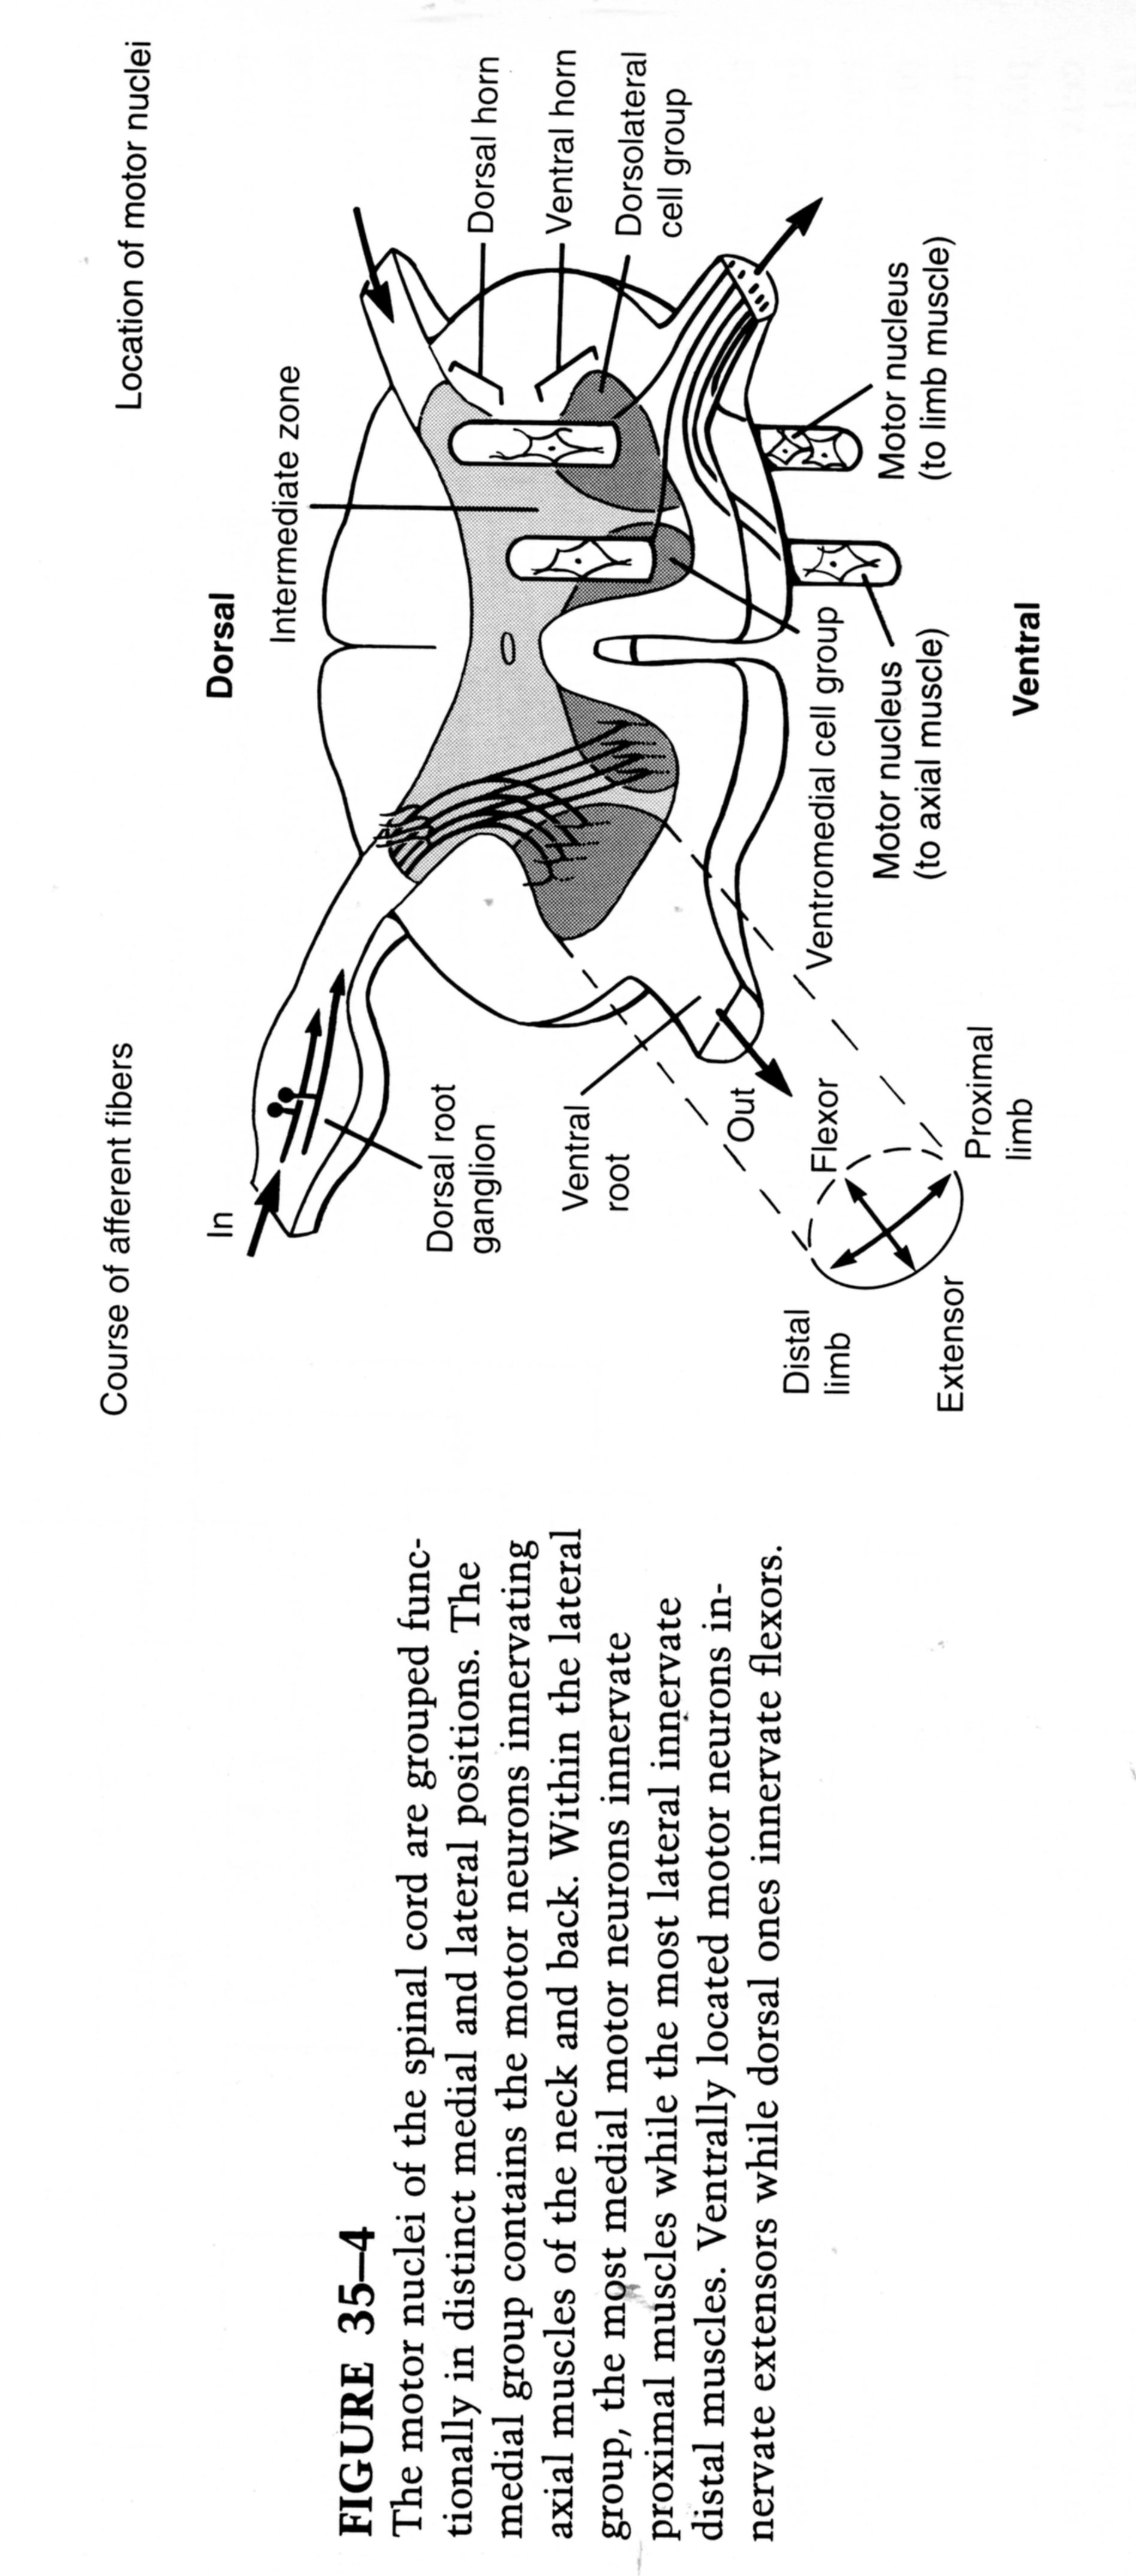 FIGURE 35–4
The motor nuclei of the spinal cord are grouped func-
tionally in distinct medial and lateral positions. The
medial group contains the motor neurons innervating
axial muscles of the neck and back. Within the lateral
group, the most medial motor neurons innervate
proximal muscles while the most lateral innervate
distal muscles. Ventrally located motor neurons in-
nervate extensors while dorsal ones innervate flexors.
Course of afferent fibers
Location of motor nuclei
In
Dorsal
Intermediate zone
Dorsal root
ganglion
Dorsal horn
Ventral horn
Dorsolateral
cell group
Ventral
root
Out
Distal
limb
Flexor
Extensor
Proximal
limb
Ventromedial cell group
Motor nucleus
(to axial muscle)
Motor nucleus
(to limb muscle)
Ventral